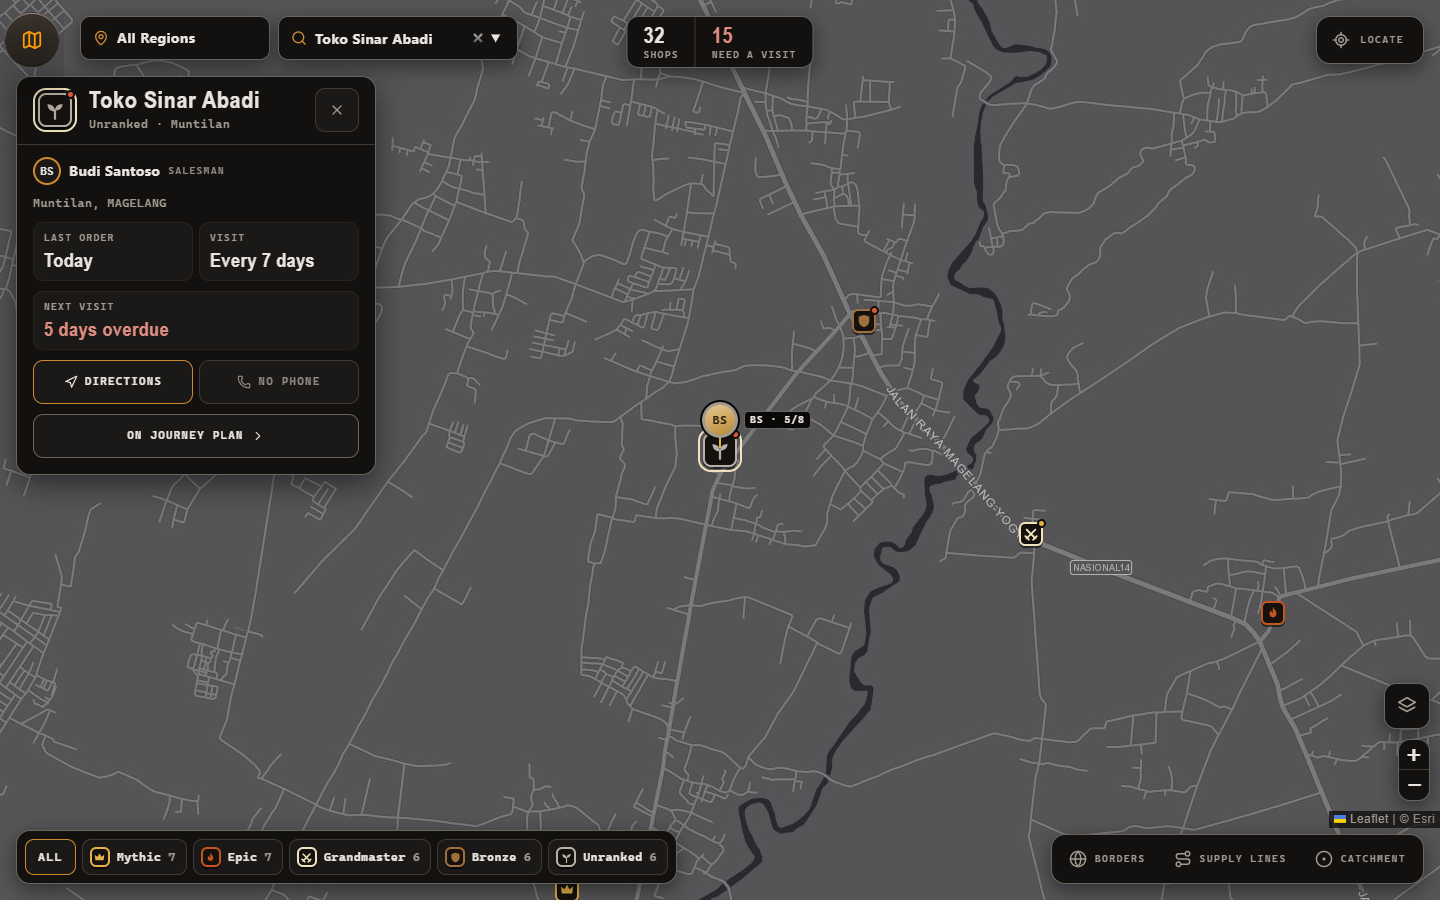 All Regions
Toko Sinar Abadi
32
SHOPS
15
NEED A VISIT
LOCATE
Toko Sinar Abadi
Unranked · Muntilan
BS Budi Santoso SALESMAN
Muntilan, MAGELANG
LAST ORDER
Today
VISIT
Every 7 days
NEXT VISIT
5 days overdue
DIRECTIONS
NO PHONE
ON JOURNEY PLAN
BS
BS · 5/8
JALAN RAYA MAGELANG-YOG
NASIONAL14
Leaflet | © Esri
ALL
Mythic 7
Epic 7
Grandmaster 6
Bronze 6
Unranked 6
BORDERS
SUPPLY LINES
CATCHMENT